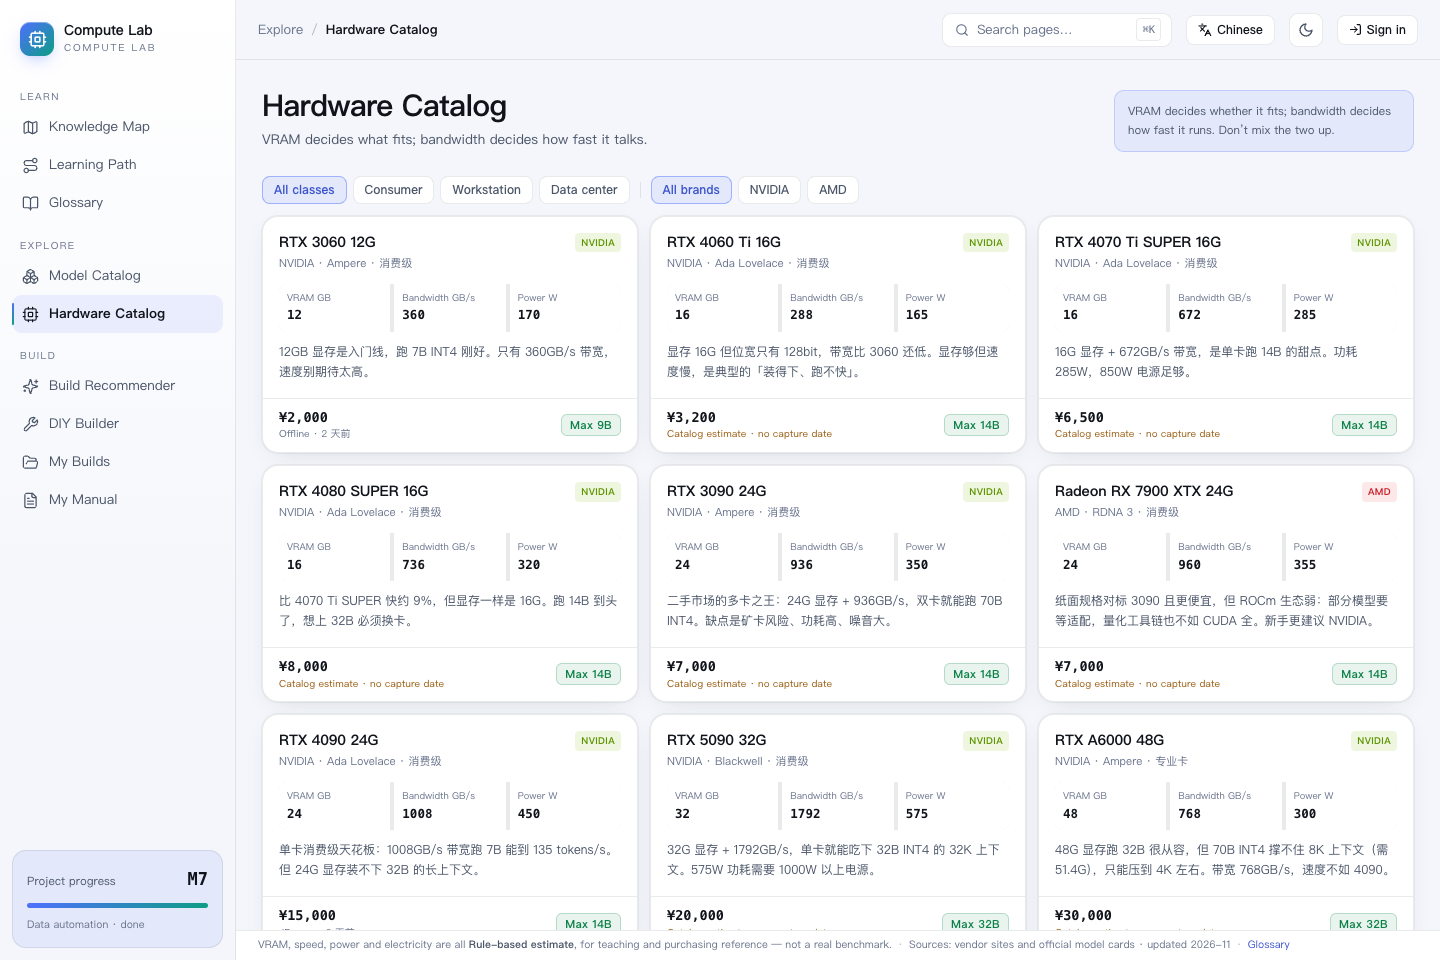 Compute Lab
COMPUTE LAB
LEARN
Knowledge Map
Learning Path
Glossary
EXPLORE
Model Catalog
Hardware Catalog
BUILD
Build Recommender
DIY Builder
My Builds
My Manual
Project progress M7
Data automation · done
Explore / Hardware Catalog
Search pages... ⌘K
Chinese
Sign in
Hardware Catalog
VRAM decides what fits; bandwidth decides how fast it talks.
VRAM decides whether it fits; bandwidth decides
how fast it runs. Don't mix the two up.
All classes Consumer Workstation Data center All brands NVIDIA AMD
RTX 3060 12G NVIDIA
NVIDIA · Ampere · 消费级
VRAM GB Bandwidth GB/s Power W
12 360 170
12GB 显存是入门线，跑 7B INT4 刚好。只有 360GB/s 带宽，
速度别期待太高。
¥2,000
Offline · 2 天前
Max 9B
RTX 4060 Ti 16G NVIDIA
NVIDIA · Ada Lovelace · 消费级
VRAM GB Bandwidth GB/s Power W
16 288 165
显存 16G 但位宽只有 128bit，带宽比 3060 还低。显存够但速
度慢，是典型的「装得下、跑不快」。
¥3,200
Catalog estimate · no capture date
Max 14B
RTX 4070 Ti SUPER 16G NVIDIA
NVIDIA · Ada Lovelace · 消费级
VRAM GB Bandwidth GB/s Power W
16 672 285
16G 显存 + 672GB/s 带宽，是单卡跑 14B 的甜点。功耗
285W，850W 电源足够。
¥6,500
Catalog estimate · no capture date
Max 14B
RTX 4080 SUPER 16G NVIDIA
NVIDIA · Ada Lovelace · 消费级
VRAM GB Bandwidth GB/s Power W
16 736 320
比 4070 Ti SUPER 快约 9%，但显存一样是 16G。跑 14B 到头
了，想上 32B 必须换卡。
¥8,000
Catalog estimate · no capture date
Max 14B
RTX 3090 24G NVIDIA
NVIDIA · Ampere · 消费级
VRAM GB Bandwidth GB/s Power W
24 936 350
二手市场的多卡之王：24G 显存 + 936GB/s，双卡就能跑 70B
INT4。缺点是矿卡风险、功耗高、噪音大。
¥7,000
Catalog estimate · no capture date
Max 14B
Radeon RX 7900 XTX 24G AMD
AMD · RDNA 3 · 消费级
VRAM GB Bandwidth GB/s Power W
24 960 355
纸面规格对标 3090 且更便宜，但 ROCm 生态弱：部分模型要
等适配，量化工具链也不如 CUDA 全。新手更建议 NVIDIA。
¥7,000
Catalog estimate · no capture date
Max 14B
RTX 4090 24G NVIDIA
NVIDIA · Ada Lovelace · 消费级
VRAM GB Bandwidth GB/s Power W
24 1008 450
单卡消费级天花板：1008GB/s 带宽跑 7B 能到 135 tokens/s。
但 24G 显存装不下 32B 的长上下文。
¥15,000
Max 14B
RTX 5090 32G NVIDIA
NVIDIA · Blackwell · 消费级
VRAM GB Bandwidth GB/s Power W
32 1792 575
32G 显存 + 1792GB/s，单卡就能吃下 32B INT4 的 32K 上下
文。575W 功耗需要 1000W 以上电源。
¥20,000
Max 32B
RTX A6000 48G NVIDIA
NVIDIA · Ampere · 专业卡
VRAM GB Bandwidth GB/s Power W
48 768 300
48G 显存跑 32B 很从容，但 70B INT4 撑不住 8K 上下文（需
51.4G），只能压到 4K 左右。带宽 768GB/s，速度不如 4090。
¥30,000
Max 32B
VRAM, speed, power and electricity are all Rule-based estimate, for teaching and purchasing reference — not a real benchmark. · Sources: vendor sites and official model cards · updated 2026-11 · Glossary